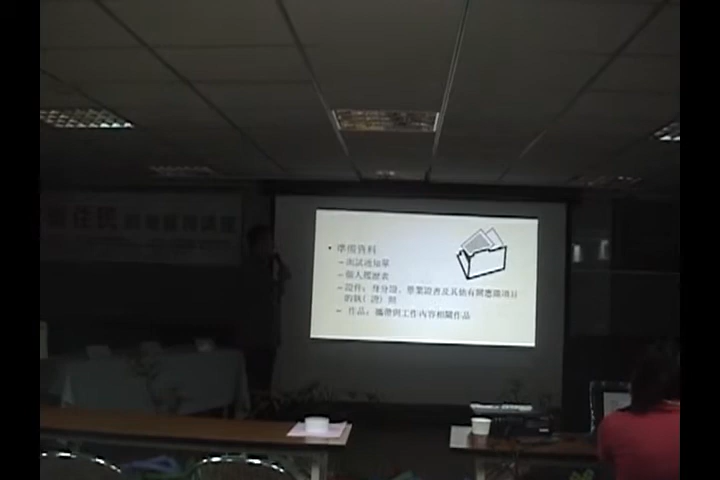 • 準備資料
– 面試通知單
– 個人履歷表
– 證件：身分證、畢業證書及其他有關應徵項目
的執(證)照
– 作品：攜帶與工作內容相關作品